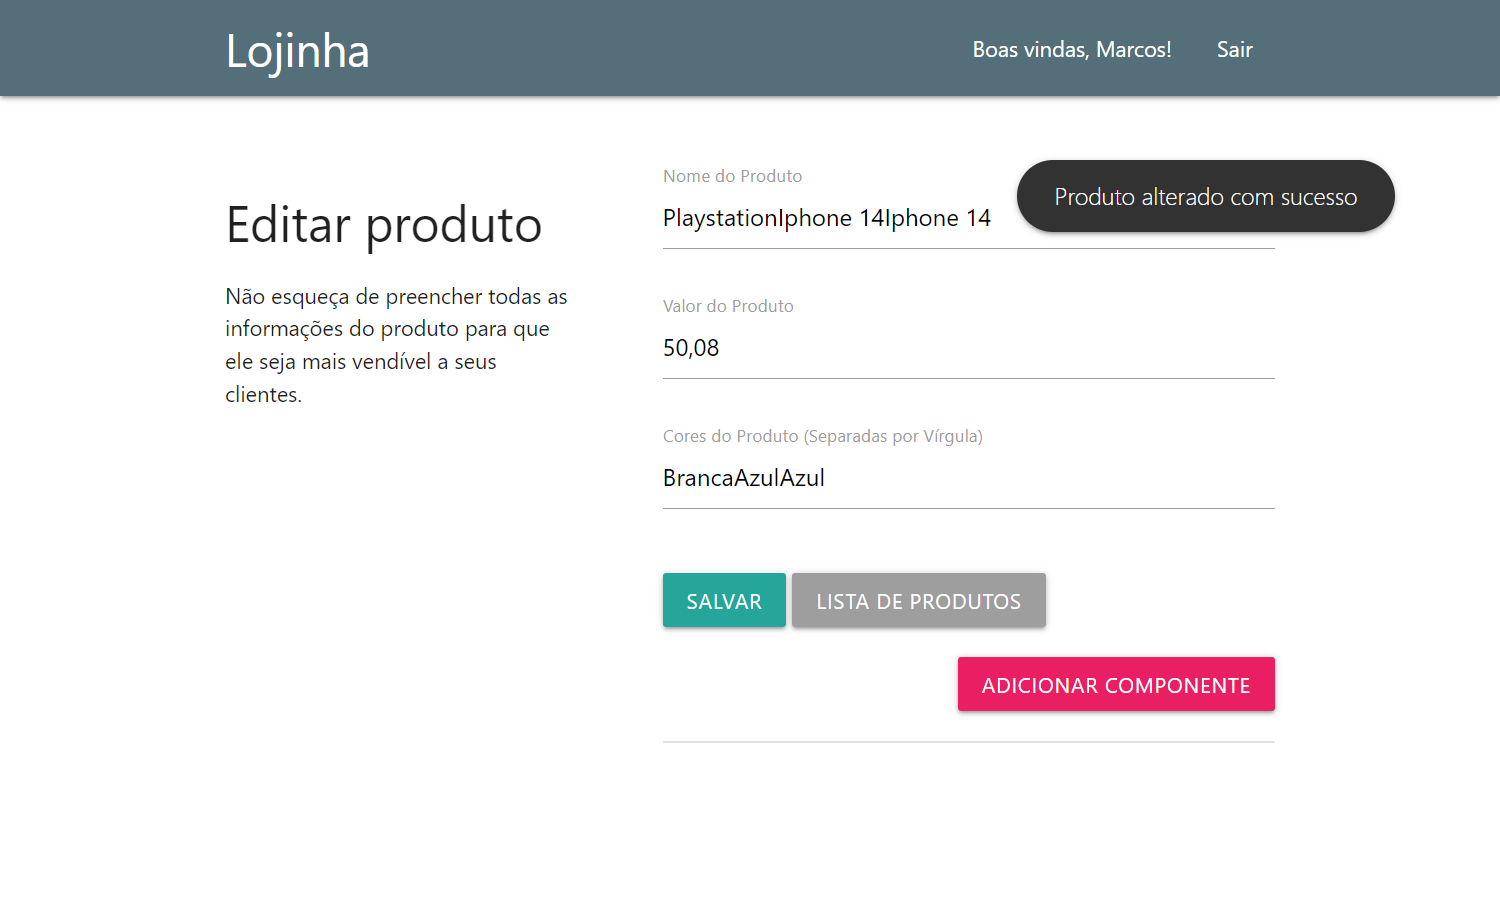 Lojinha
Boas vindas, Marcos!
Sair
Editar produto
Não esqueça de preencher todas as
informações do produto para que
ele seja mais vendível a seus
clientes.
Nome do Produto
PlaystationIphone 14Iphone 14
Produto alterado com sucesso
Valor do Produto
50,08
Cores do Produto (Separadas por Vírgula)
BrancaAzulAzul
SALVAR
LISTA DE PRODUTOS
ADICIONAR COMPONENTE